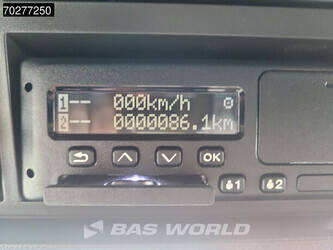 70277250
1-- 000km/h
2-- 0000086.1km
OK
1 2
BAS WORLD